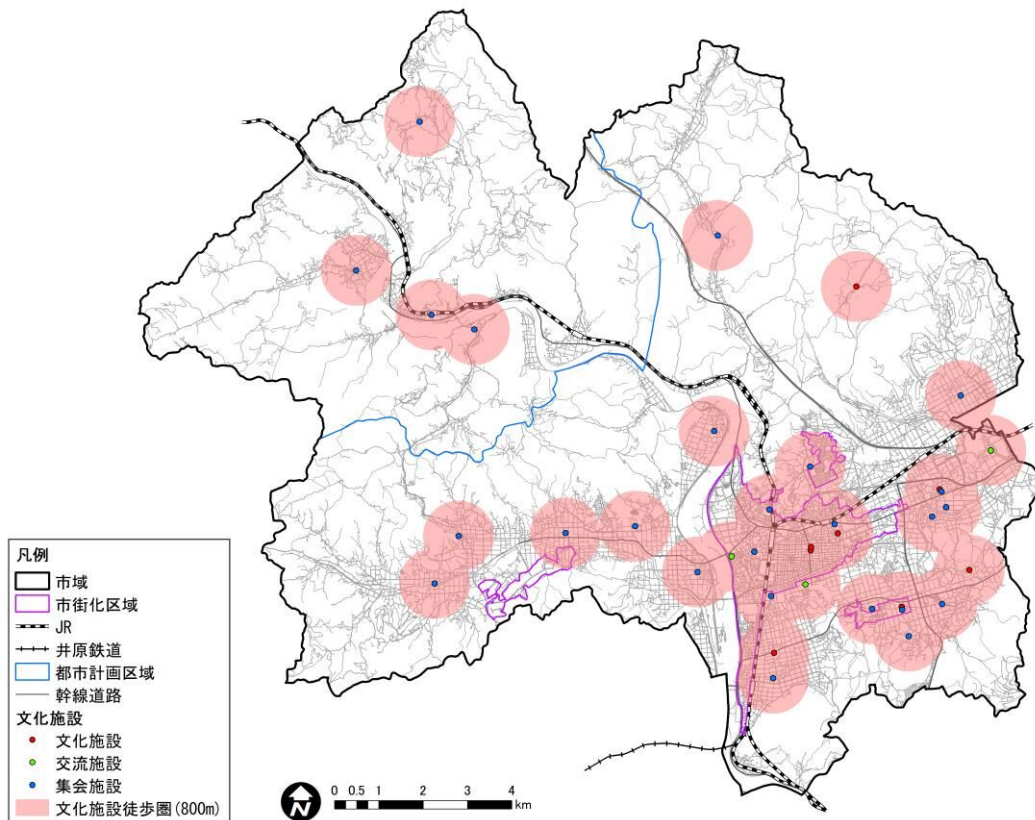 凡例
市域
市街化区域
JR
井原鉄道
都市計画区域
幹線道路
文化施設
文化施設
交流施設
集会施設
文化施設徒歩圏(800m)
N
0 0.5 1 2 3 4
km